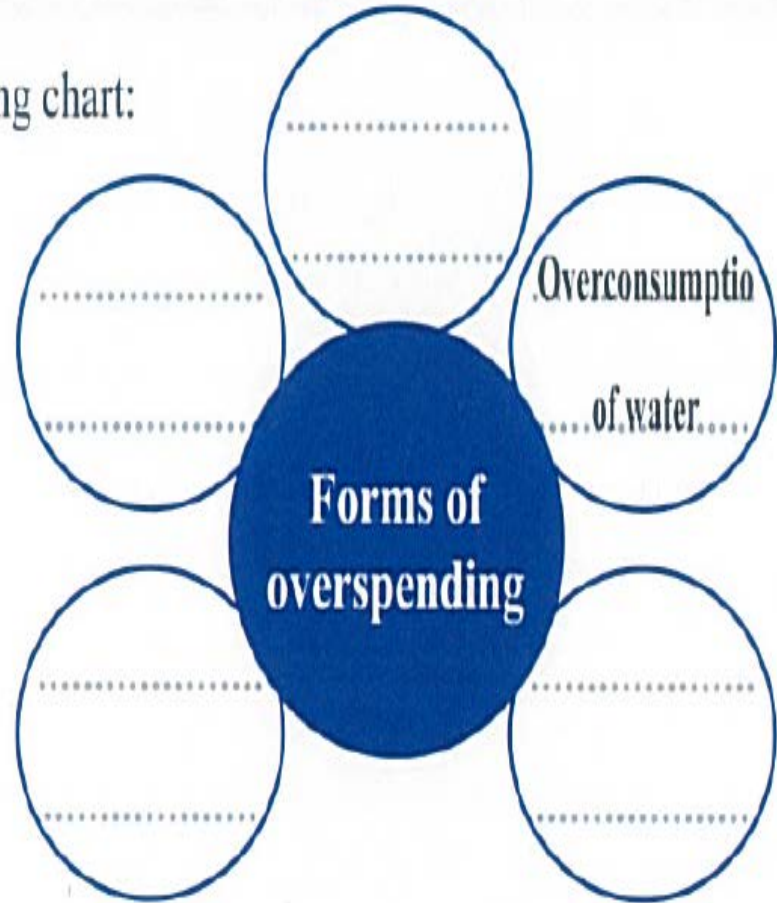 ng chart:
.Overconsumptio
of water
Forms of
overspending